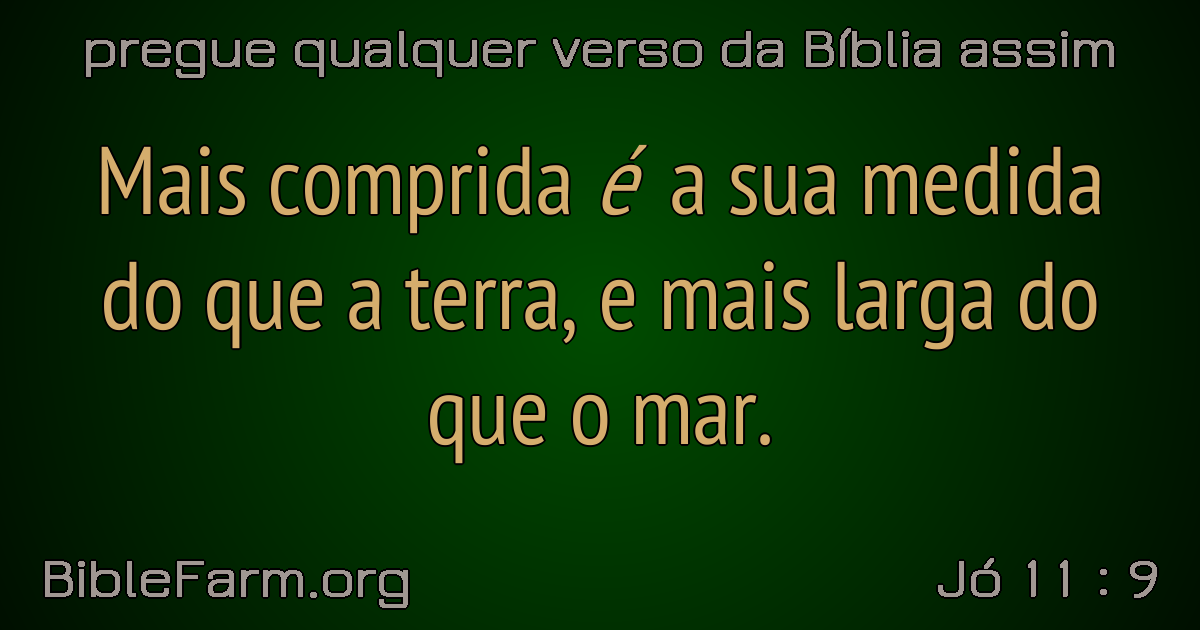 pregue qualquer verso da Bíblia assim
Mais comprida é a sua medida
do que a terra, e mais larga do
que o mar.
BibleFarm.org
Jó 11 : 9